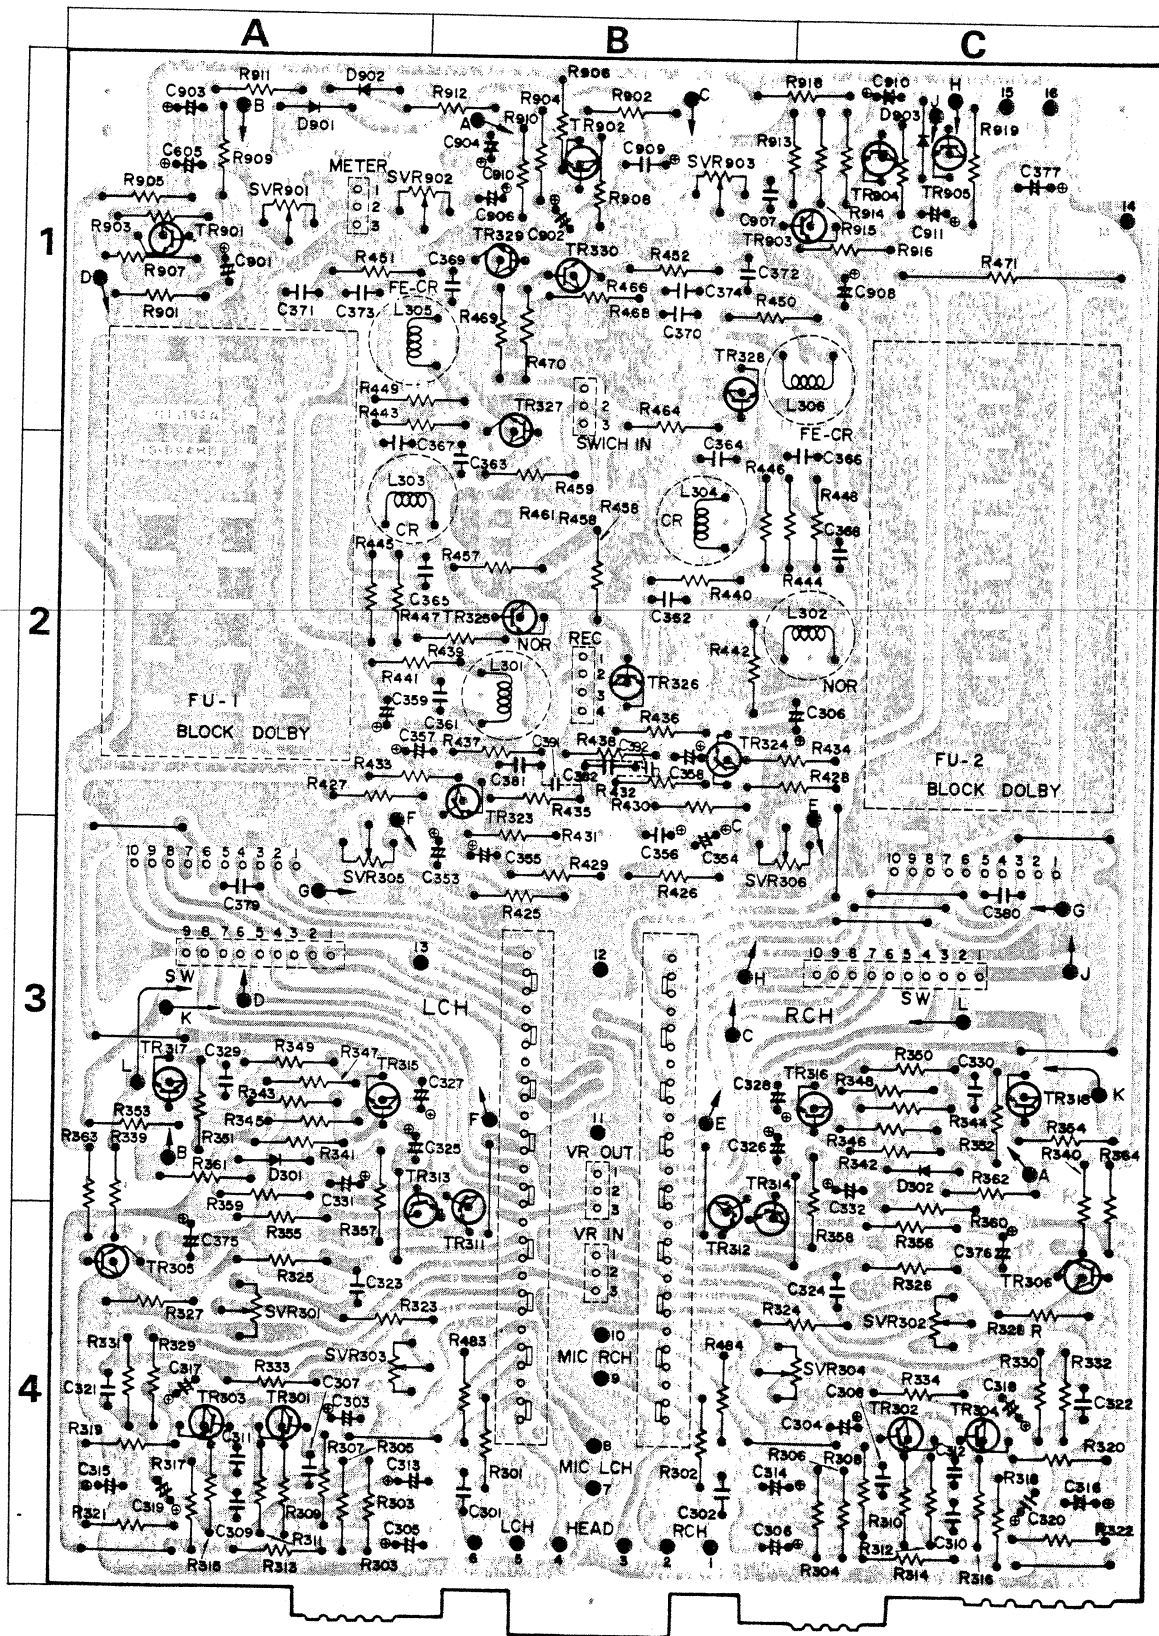 A B C
R911 D902 R906 R918 C910 H
C903 B R912 R904 R902 C D903 J 15 16
D901 A R910 TR902 R913 R919
C605 R909 METER C904 C909 SVR903 TR904 TR905 C377
R905 SVR901 1 SVR902 C910 R908
2 C906 C907 R914 C911 14
R903 TR901 3 TR329 C902 TR330 TR903 R915
1
D R907 C901 R451 C369 R452 C372 R916 R471
FE-CR R466 C374 R450 C908
R901 C371 C373 L305 R469 R468 C370
R470 TR328
R449 1 L306
R443 TR327 2 R464
3 FE-CR
C367 SWICH IN C364 C366
C363 R459 R446
L303 R461 R458 R458 L304 R448
CR CR C368
R445 R457
C365 R440 R444
2
R447 TR325 C362 L302
NOR REC
R439 L301 1 R442
R441 2 TR326 NOR
FU-1 C359 3
BLOCK DOLBY C361 4 C306
C357 R437 C391 R438 R436 C392 TR324 R434 FU-2
R433 C381 C382 C358 R428 BLOCK DOLBY
R427 R435 R432 R430
F TR323 R431 C E
10 9 8 7 6 5 4 3 2 1 C355 C356 C354 10 9 8 7 6 5 4 3 2 1
SVR305 C353 R429 SVR306
C379 G R425 R426 C380 G
9 8 7 6 5 4 3 2 1 13 12 10 9 8 7 6 5 4 3 2 1
SW H SW J
3
D LCH RCH L
K C
TR317 C329 R349 R347 TR315 R350 C330
L C327 C328 TR316 R348
R343 K
R353 R345 F 11 E R344 R354
R363 R339 R351 C325 C326 R346 R352 R340 R364
B R361 R341 VR OUT R342
D301 TR313 1 TR314 D302 R362 A
R359 C331 2 C332 R360
C375 R355 R357 3 R358 R356 C376
TR305 TR311 VR IN TR312
R325 C323 1 C324 R326 TR306
2
R327 SVR301 R323 3 R324 SVR302 R328 R
R331 R329 R483 10 R330 R332
SVR303 MIC RCH R484 SVR304
4
C317 R333 C307 9 R334 C318
C321 TR303 TR301 C303 TR302 TR304 C322
C304
R319 C311 R307 R305 8 R306 R308 C312 R320
C315 R317 C313 R301 MIC LCH R302 C314 R318 C316
R321 C319 R309 R303 C301 7 C302 R310 C320 R322
C309 R311 C305 LCH HEAD RCH C306 R312 C310
R315 R313 R303 6 5 4 3 2 1 R304 R314 R316